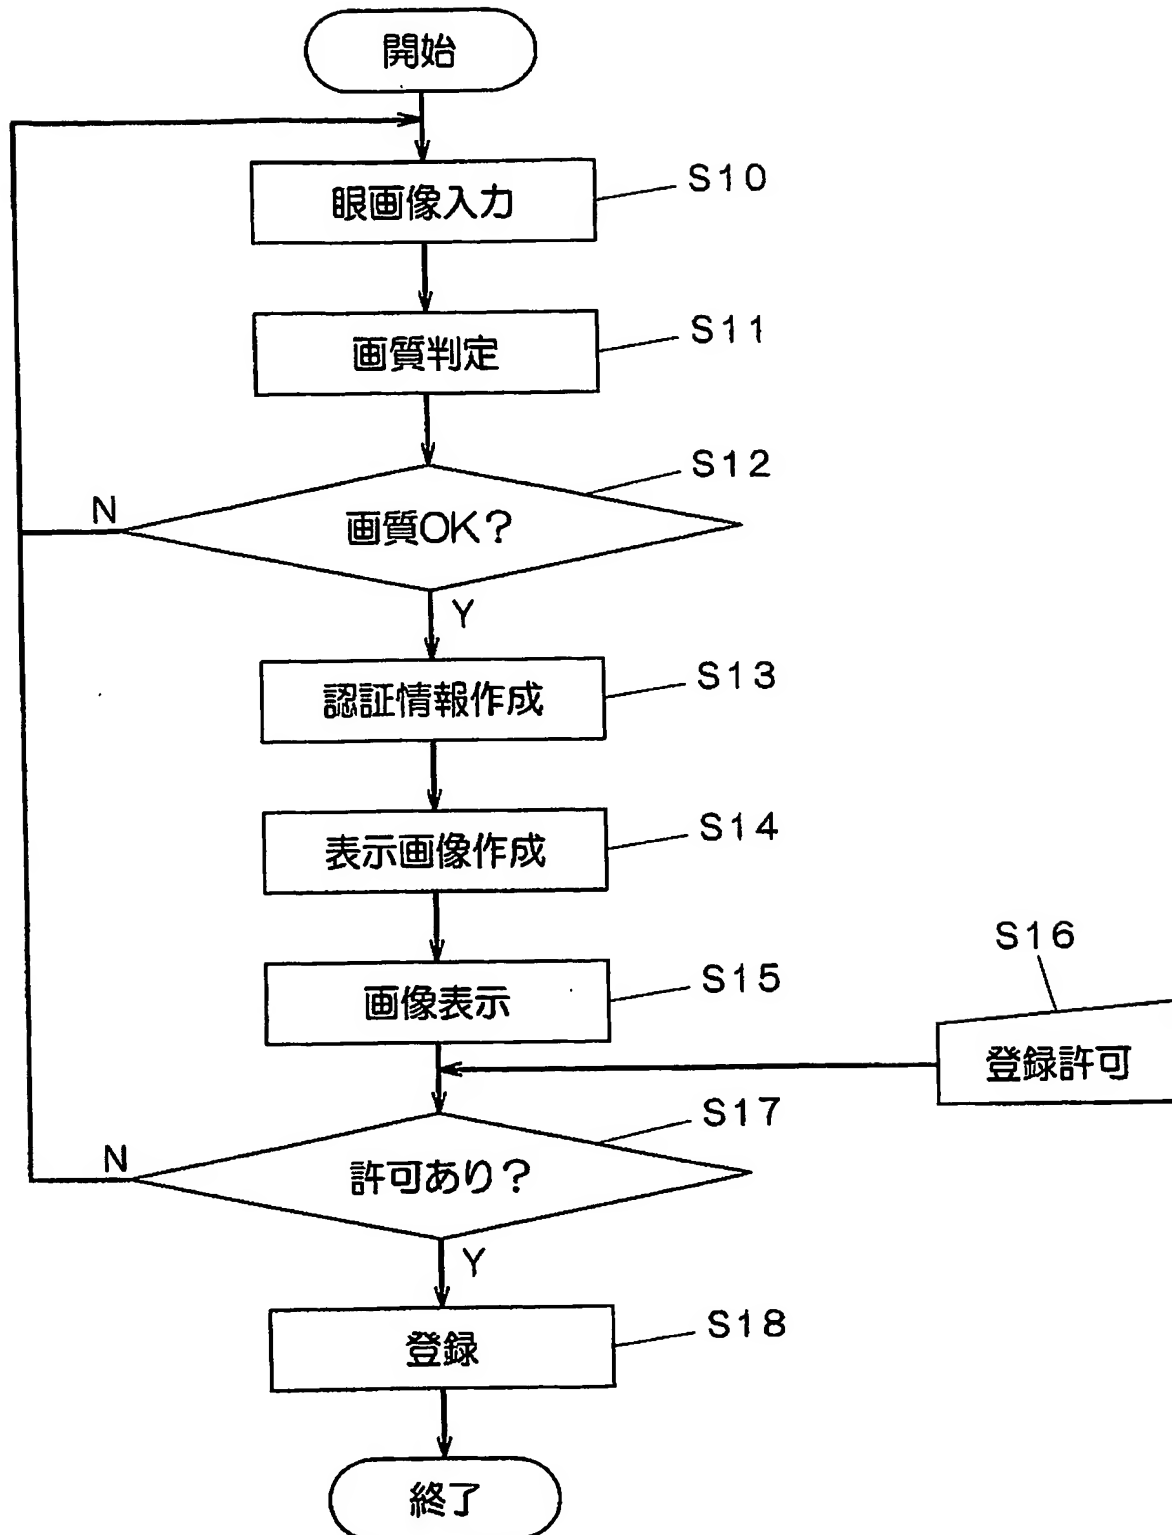 開始
眼画像入力
S10
画質判定
S11
S12
N
画質OK?
Y
認証情報作成
S13
表示画像作成
S14
画像表示
S15
S16
登録許可
S17
N
許可あり?
Y
登録
S18
終了